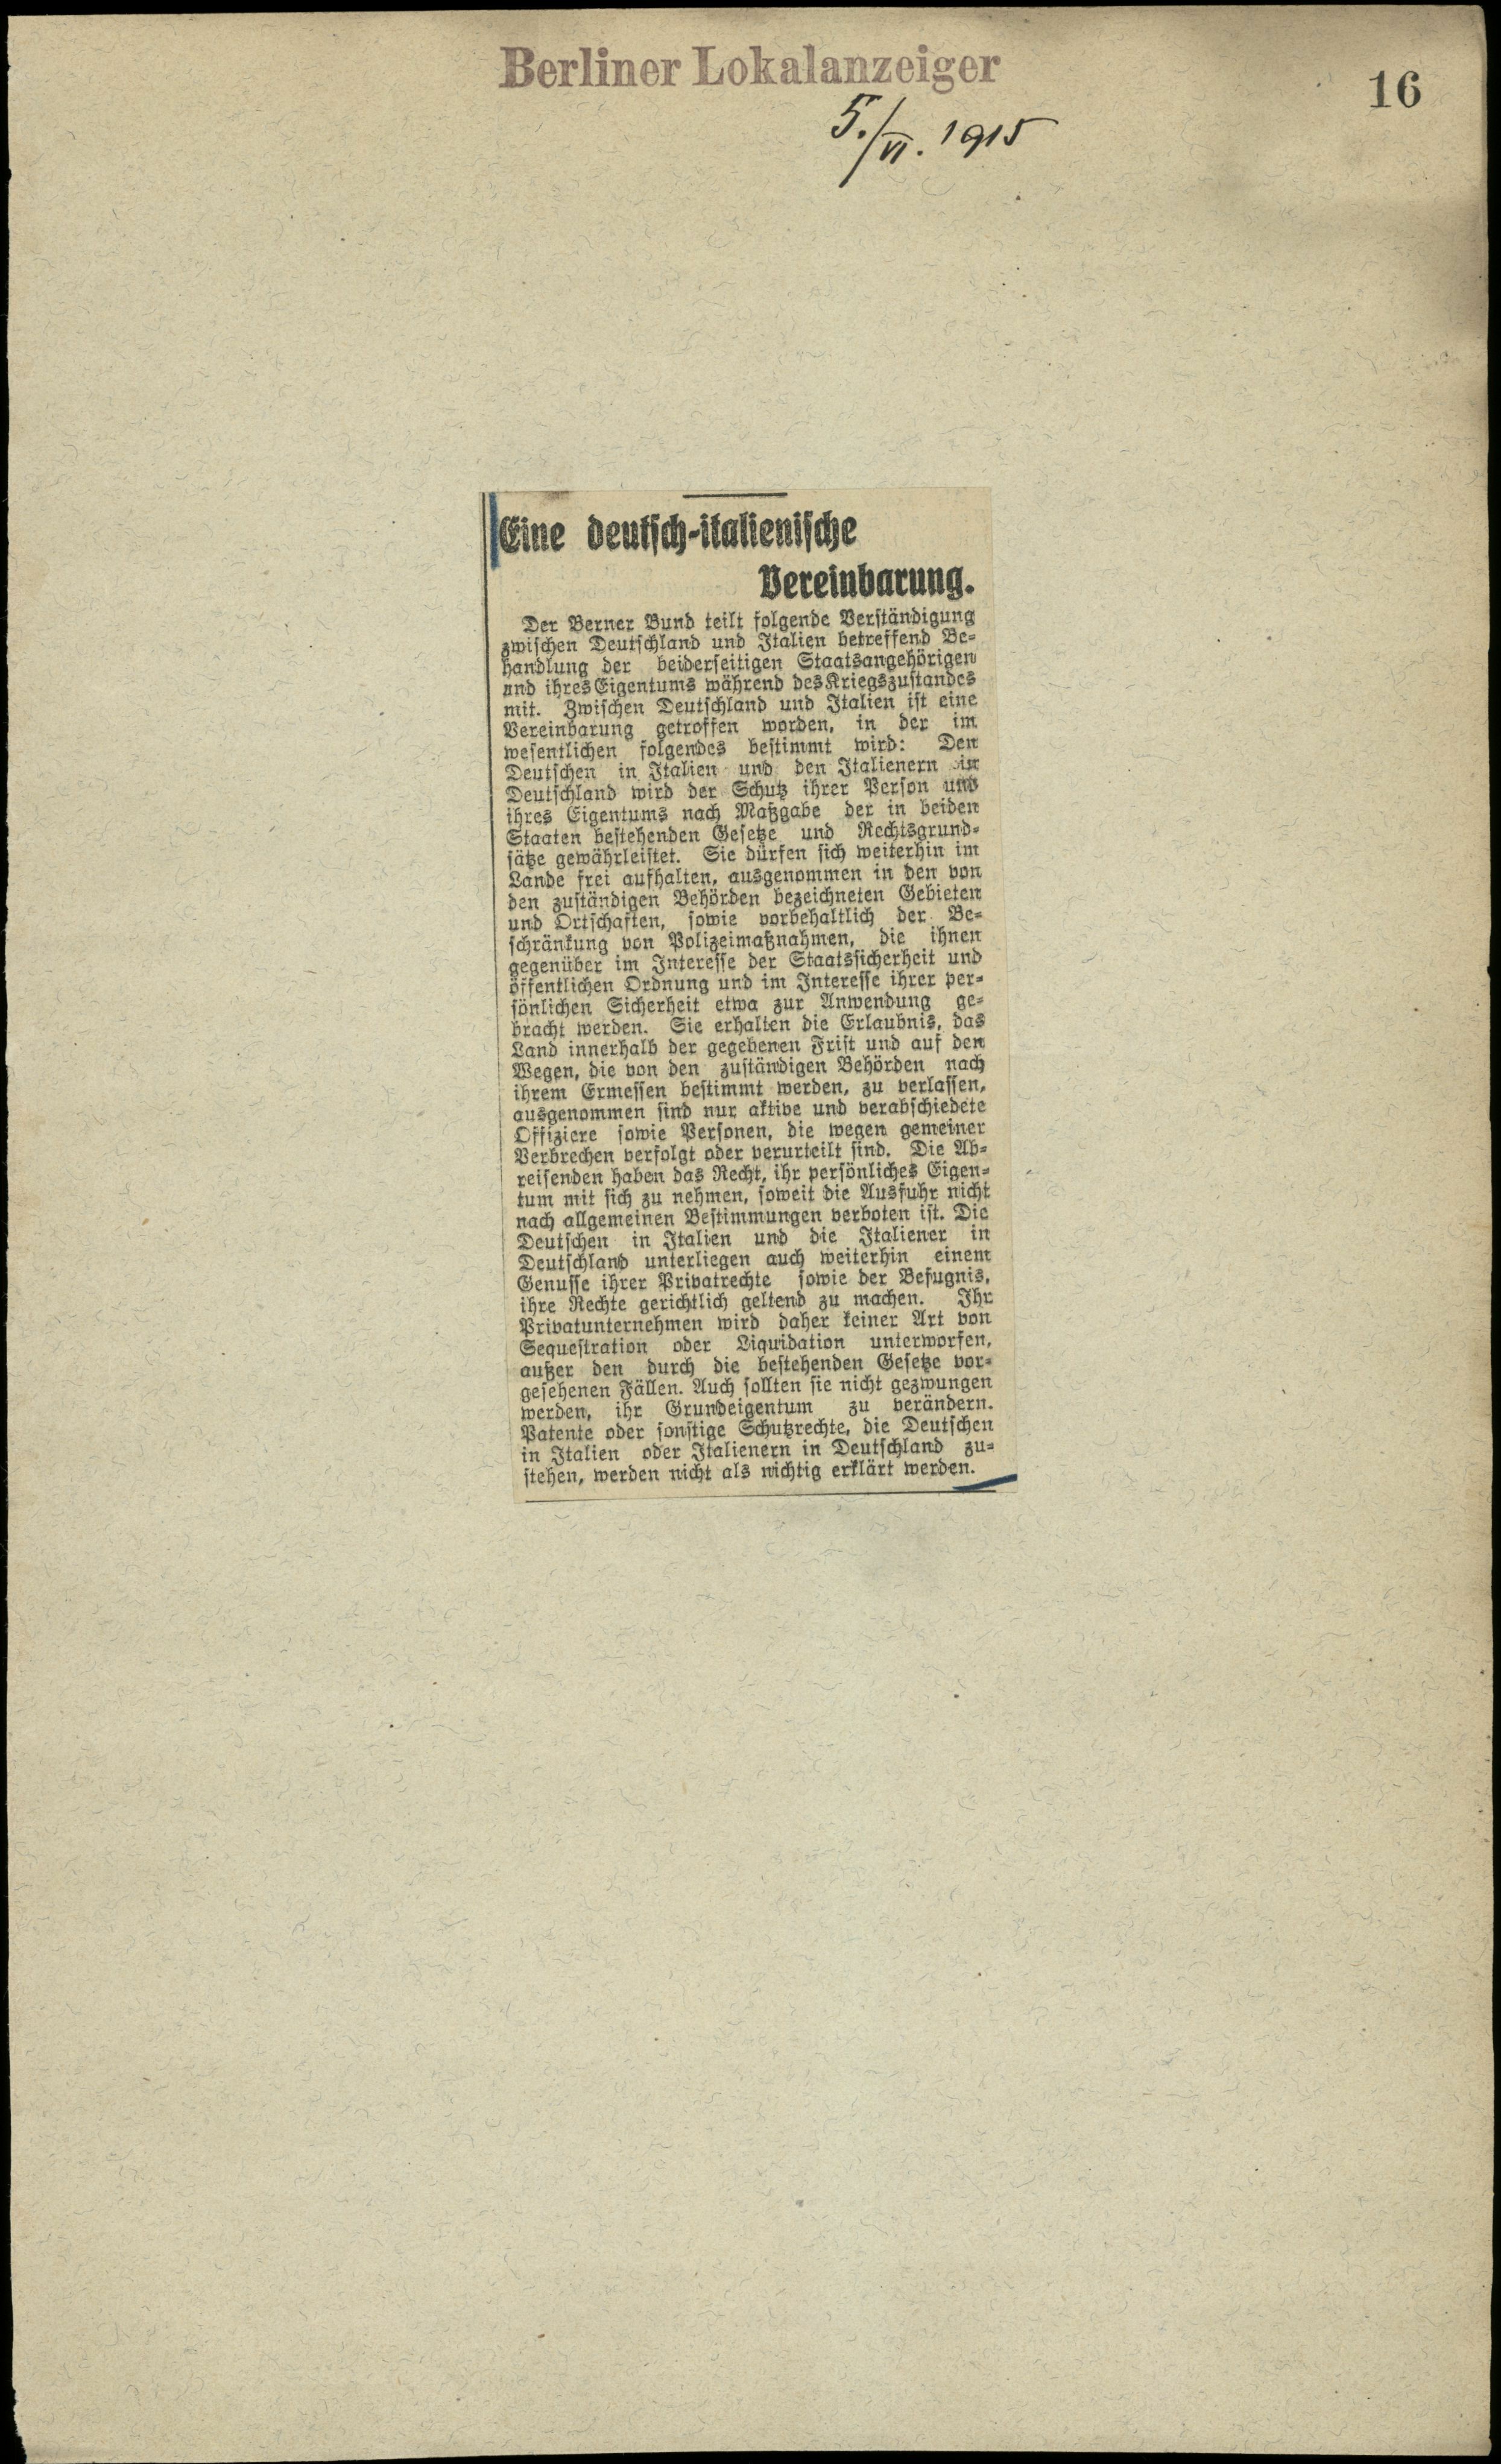 Berliner Lokalanzeiger
16
5./VI. 1915
Eine deutsch-italienische
Vereinbarung.
Der Berner Bund teilt folgende Verständigung
zwischen Deutschland und Italien betreffend Be-
handlung der beiderseitigen Staatsangehörigen
und ihres Eigentums während des Kriegszustandes
mit. Zwischen Deutschland und Italien ist eine
Vereinbarung getroffen worden, in der im
wesentlichen folgendes bestimmt wird: Den
Deutschen in Italien und den Italienern in
Deutschland wird der Schutz ihrer Person und
ihres Eigentums nach Maßgabe der in beiden
Staaten bestehenden Gesetze und Rechtsgrund-
sätze gewährleistet. Sie dürfen sich weiterhin im
Lande frei aufhalten, ausgenommen in den von
den zuständigen Behörden bezeichneten Gebieten
und Ortschaften, sowie vorbehaltlich der Be-
schränkung von Polizeimaßnahmen, die ihnen
gegenüber im Interesse der Staatssicherheit und
öffentlichen Ordnung und im Interesse ihrer per-
sönlichen Sicherheit etwa zur Anwendung ge-
bracht werden. Sie erhalten die Erlaubnis, das
Land innerhalb der gegebenen Frist und auf den
Wegen, die von den zuständigen Behörden nach
ihrem Ermessen bestimmt werden, zu verlassen,
ausgenommen sind nur aktive und verabschiedete
Offiziere sowie Personen, die wegen gemeiner
Verbrechen verfolgt oder verurteilt sind. Die Ab-
reisenden haben das Recht, ihr persönliches Eigen-
tum mit sich zu nehmen, soweit die Ausfuhr nicht
nach allgemeinen Bestimmungen verboten ist. Die
Deutschen in Italien und die Italiener in
Deutschland unterliegen auch weiterhin einem
Genusse ihrer Privatrechte sowie der Befugnis,
ihre Rechte gerichtlich geltend zu machen. Ihr
Privatunternehmen wird daher keiner Art von
Sequestration oder Liquidation unterworfen,
außer den durch die bestehenden Gesetze vor-
gesehenen Fällen. Auch sollten sie nicht gezwungen
werden, ihr Grundeigentum zu verändern.
Patente oder sonstige Schutzrechte, die Deutschen
in Italien oder Italienern in Deutschland zu-
stehen, werden nicht als nichtig erklärt werden.